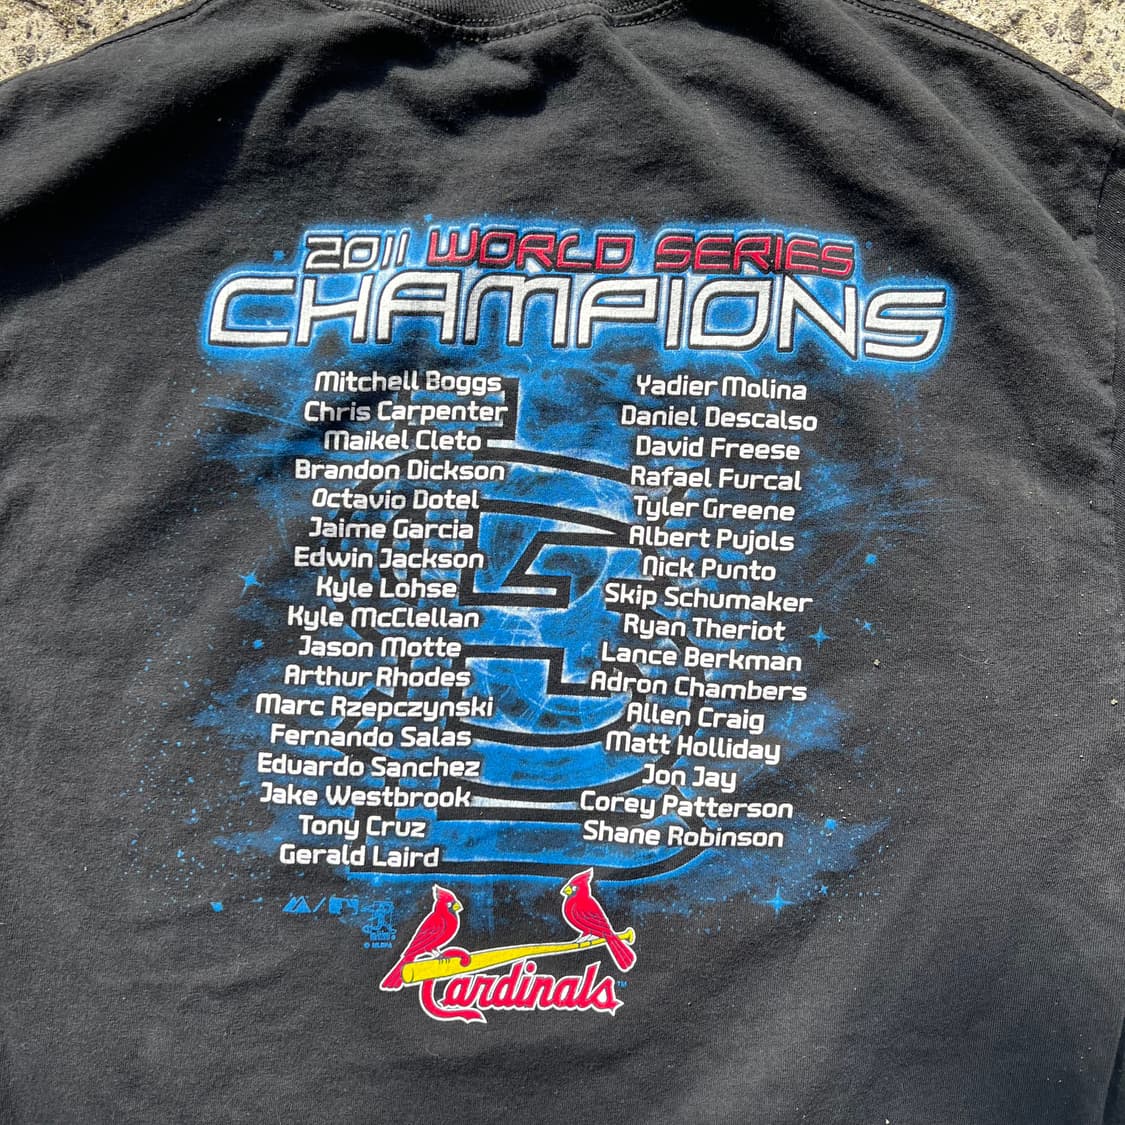 2011 WORLD SERIES
CHAMPIONS
Mitchell Boggs
Chris Carpenter
Maikel Cleto
Brandon Dickson
Octavio Dotel
Jaime Garcia
Edwin Jackson
Kyle Lohse
Kyle McClellan
Jason Motte
Arthur Rhodes
Marc Rzepczynski
Fernando Salas
Eduardo Sanchez
Jake Westbrook
Tony Cruz
Gerald Laird
Yadier Molina
Daniel Descalso
David Freese
Rafael Furcal
Tyler Greene
Albert Pujols
Nick Punto
Skip Schumaker
Ryan Theriot
Lance Berkman
Adron Chambers
Allen Craig
Matt Holliday
Jon Jay
Corey Patterson
Shane Robinson
© MLBPA
Cardinals™